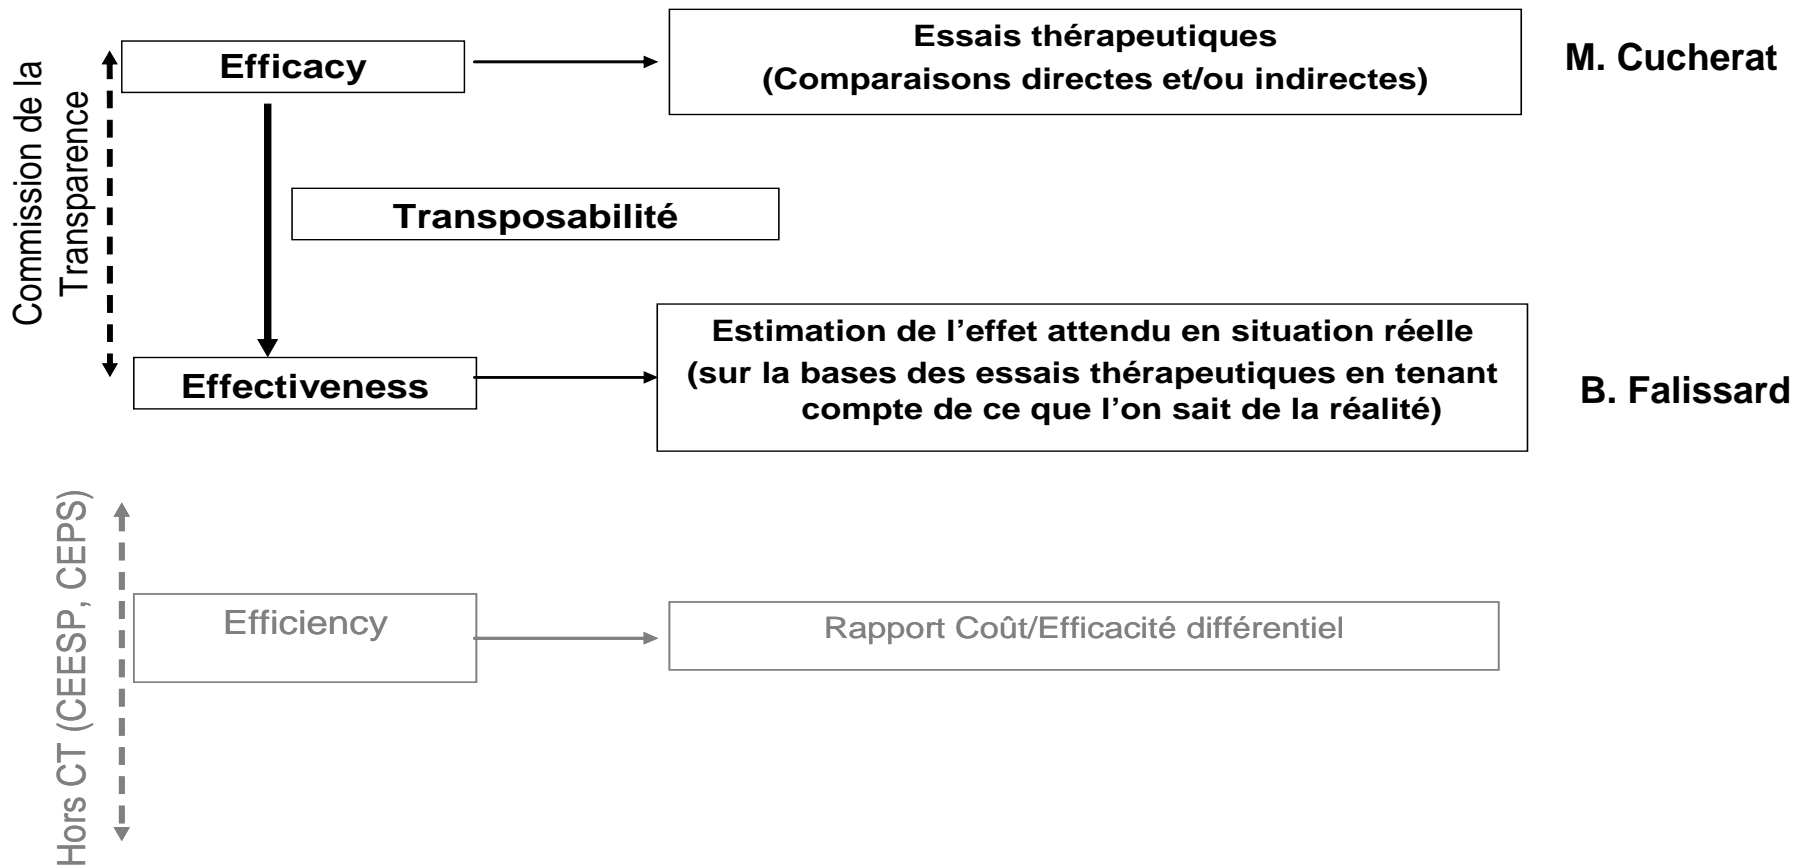 Commission de la
Transparence
Efficacy
Essais thérapeutiques
(Comparaisons directes et/ou indirectes)
M. Cucherat
Transposabilité
Effectiveness
Estimation de l’effet attendu en situation réelle
(sur la bases des essais thérapeutiques en tenant
compte de ce que l’on sait de la réalité)
B. Falissard
Hors CT (CEESP, CEPS)
Efficiency
Rapport Coût/Efficacité différentiel